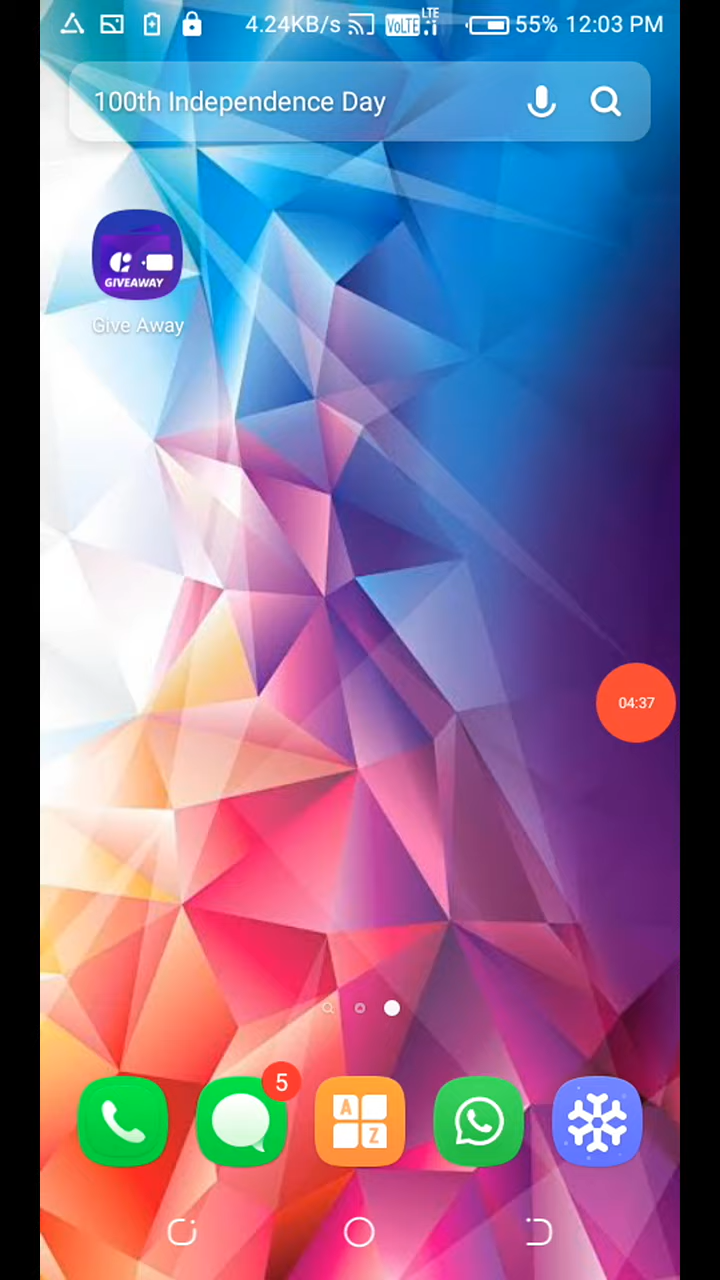 4.24KB/s VoLTE LTE 55% 12:03 PM
100th Independence Day
GIVEAWAY
Give Away
04:37
5
A
Z